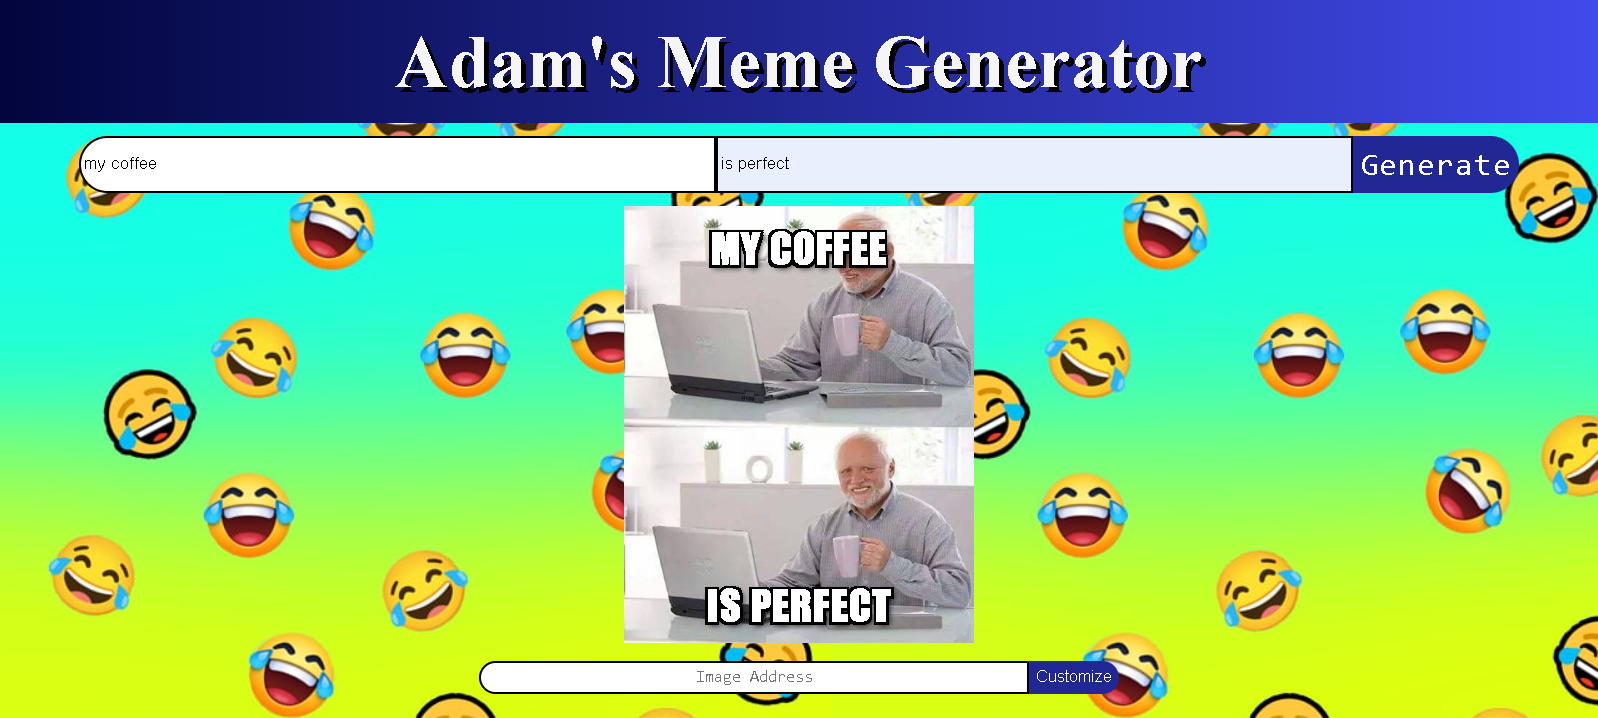 Adam's Meme Generator
my coffee
is perfect
Generate
MY COFFEE
IS PERFECT
Image Address
Customize